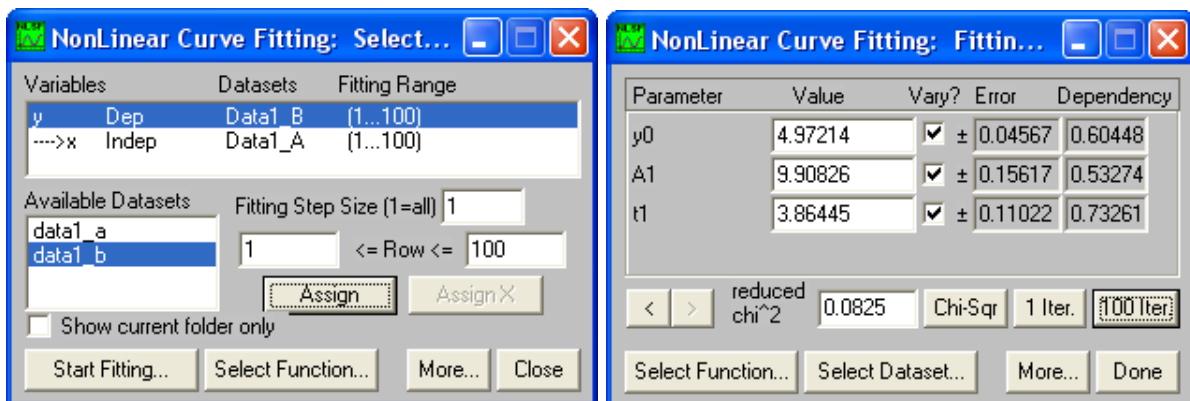 NonLinear Curve Fitting: Select...
Variables Datasets Fitting Range
y Dep Data1_B (1...100)
---->x Indep Data1_A (1...100)
Available Datasets
Fitting Step Size (1=all) 1
data1_a
data1_b
1 <= Row <= 100
Assign Assign X
Show current folder only
Start Fitting... Select Function... More... Close
NonLinear Curve Fitting: Fittin...
Parameter Value Vary? Error Dependency
y0 4.97214 ± 0.04567 0.60448
A1 9.90826 ± 0.15617 0.53274
t1 3.86445 ± 0.11022 0.73261
< > reduced chi^2 0.0825 Chi-Sqr 1 Iter. 100 Iter.
Select Function... Select Dataset... More... Done